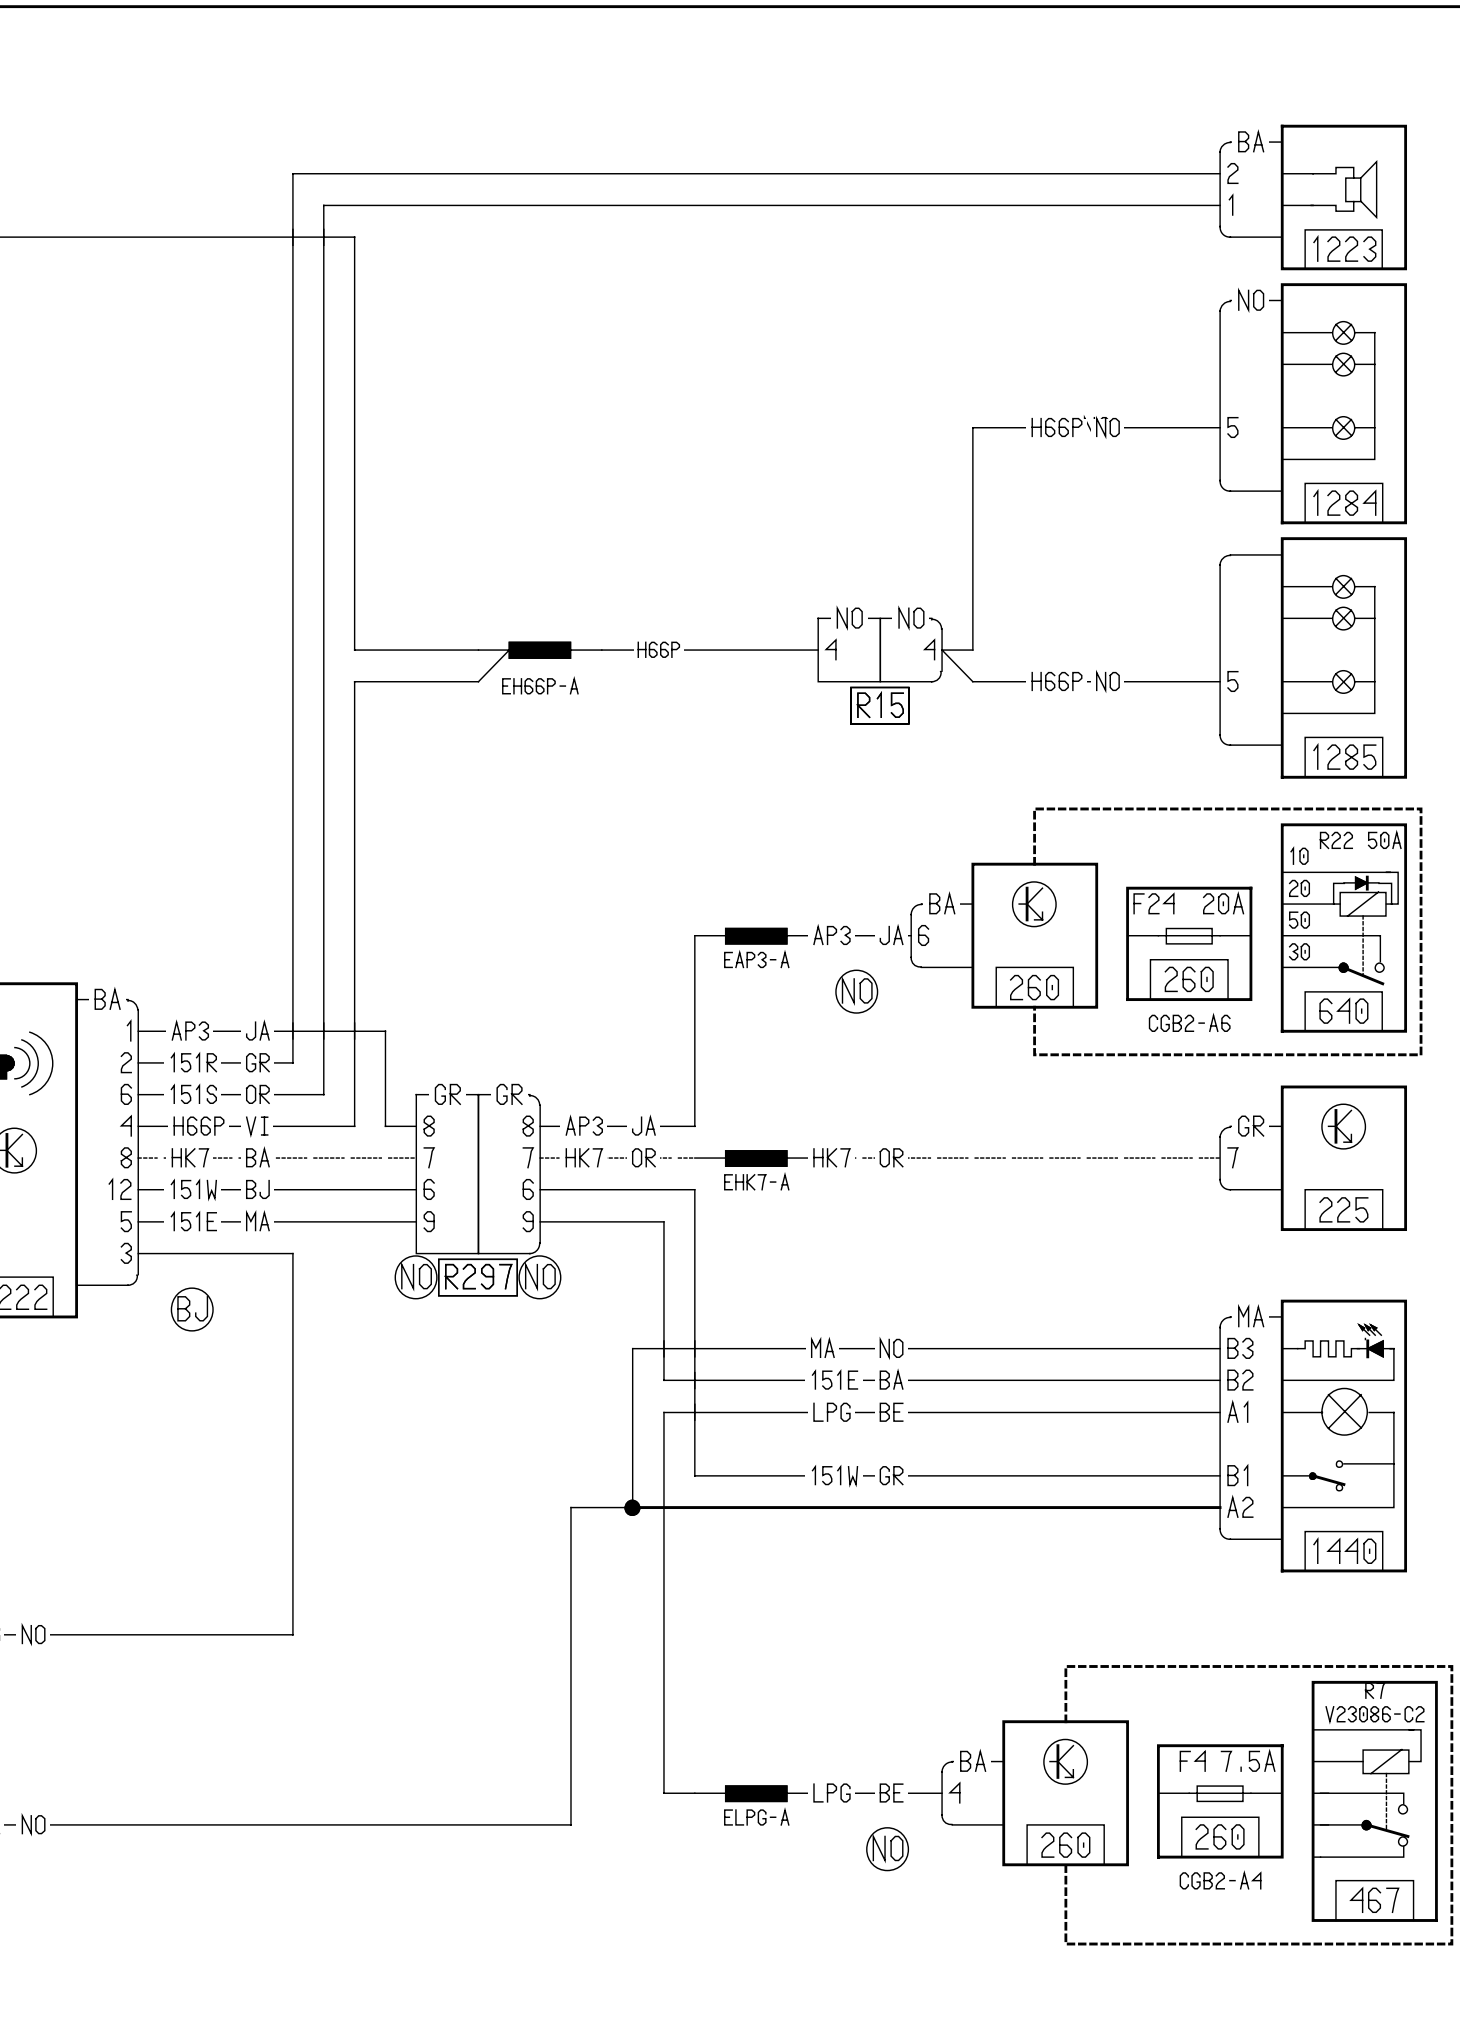 BA
2
1
1223
NO
H66P NO 5
1284
NO NO
4 4
H66P
EH66P-A
R15
H66P-NO 5
1285
R22 50A
10
20
50
30
640
BA
AP3 JA 6
EAP3-A
NO
260
F24 20A
260
CGB2-A6
BA
1 AP3 JA
2 151R GR
6 151S OR
4 H66P-VI
8 HK7 BA
12 151W BJ
5 151E MA
3
222
BJ
GR GR
8 8 AP3 JA
7 7 HK7 OR
6 6
9 9
NO R297 NO
EHK7-A
HK7 OR
GR
7
225
MA
MA NO B3
151E-BA B2
LPG-BE A1
151W-GR B1
A2
1440
-NO
-NO
ELPG-A
LPG-BE
BA
4
NO
260
F4 7.5A
260
CGB2-A4
R7
V23086-C2
467